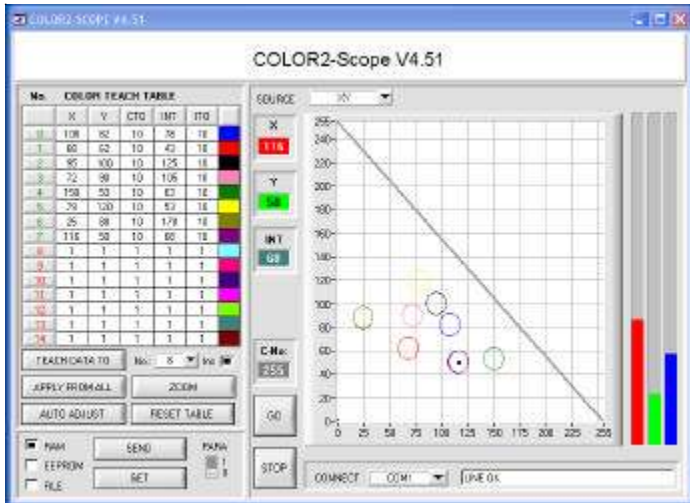 COLOR2-SCOPE V4.51
COLOR2-Scope V4.51
No. COLOR TEACH TABLE
X Y CTO INT ITO
0 108 82 10 78 10
1 68 62 10 43 10
2 95 100 10 125 10
3 72 90 10 106 10
4 150 53 10 63 10
5 79 120 10 53 10
6 25 88 10 178 10
7 116 50 10 60 10
8 1 1 1 1 1
9 1 1 1 1 1
10 1 1 1 1 1
11 1 1 1 1 1
12 1 1 1 1 1
13 1 1 1 1 1
14 1 1 1 1 1
TEACH DATA TO No.: 8 Inc
APPLY FROM ALL ZOOM
AUTO ADJUST RESET TABLE
RAM SEND PARA
EEPROM
FILE GET
SOURCE XY
X
116
Y
50
INT
60
C-No:
255
GO
STOP
255
240
220
200
180
160
140
120
100
80
60
40
20
0
0 25 50 75 100 125 150 175 200 225 255
CONNECT COM1 LINE OK